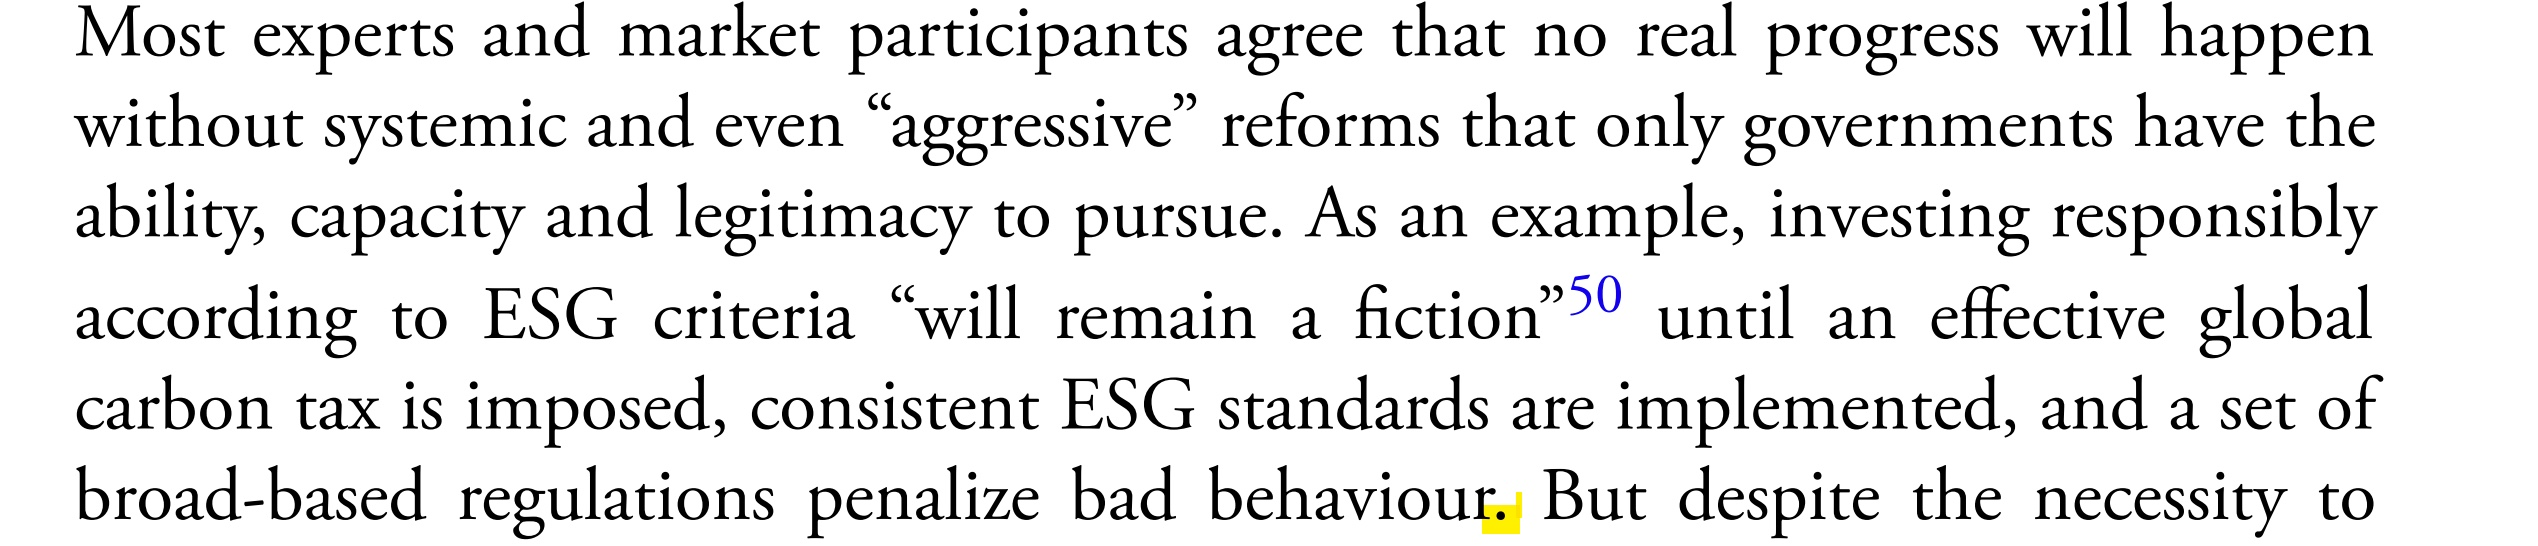 Most experts and market participants agree that no real progress will happen
without systemic and even “aggressive” reforms that only governments have the
ability, capacity and legitimacy to pursue. As an example, investing responsibly
according to ESG criteria “will remain a fiction”50 until an effective global
carbon tax is imposed, consistent ESG standards are implemented, and a set of
broad-based regulations penalize bad behaviour. But despite the necessity to